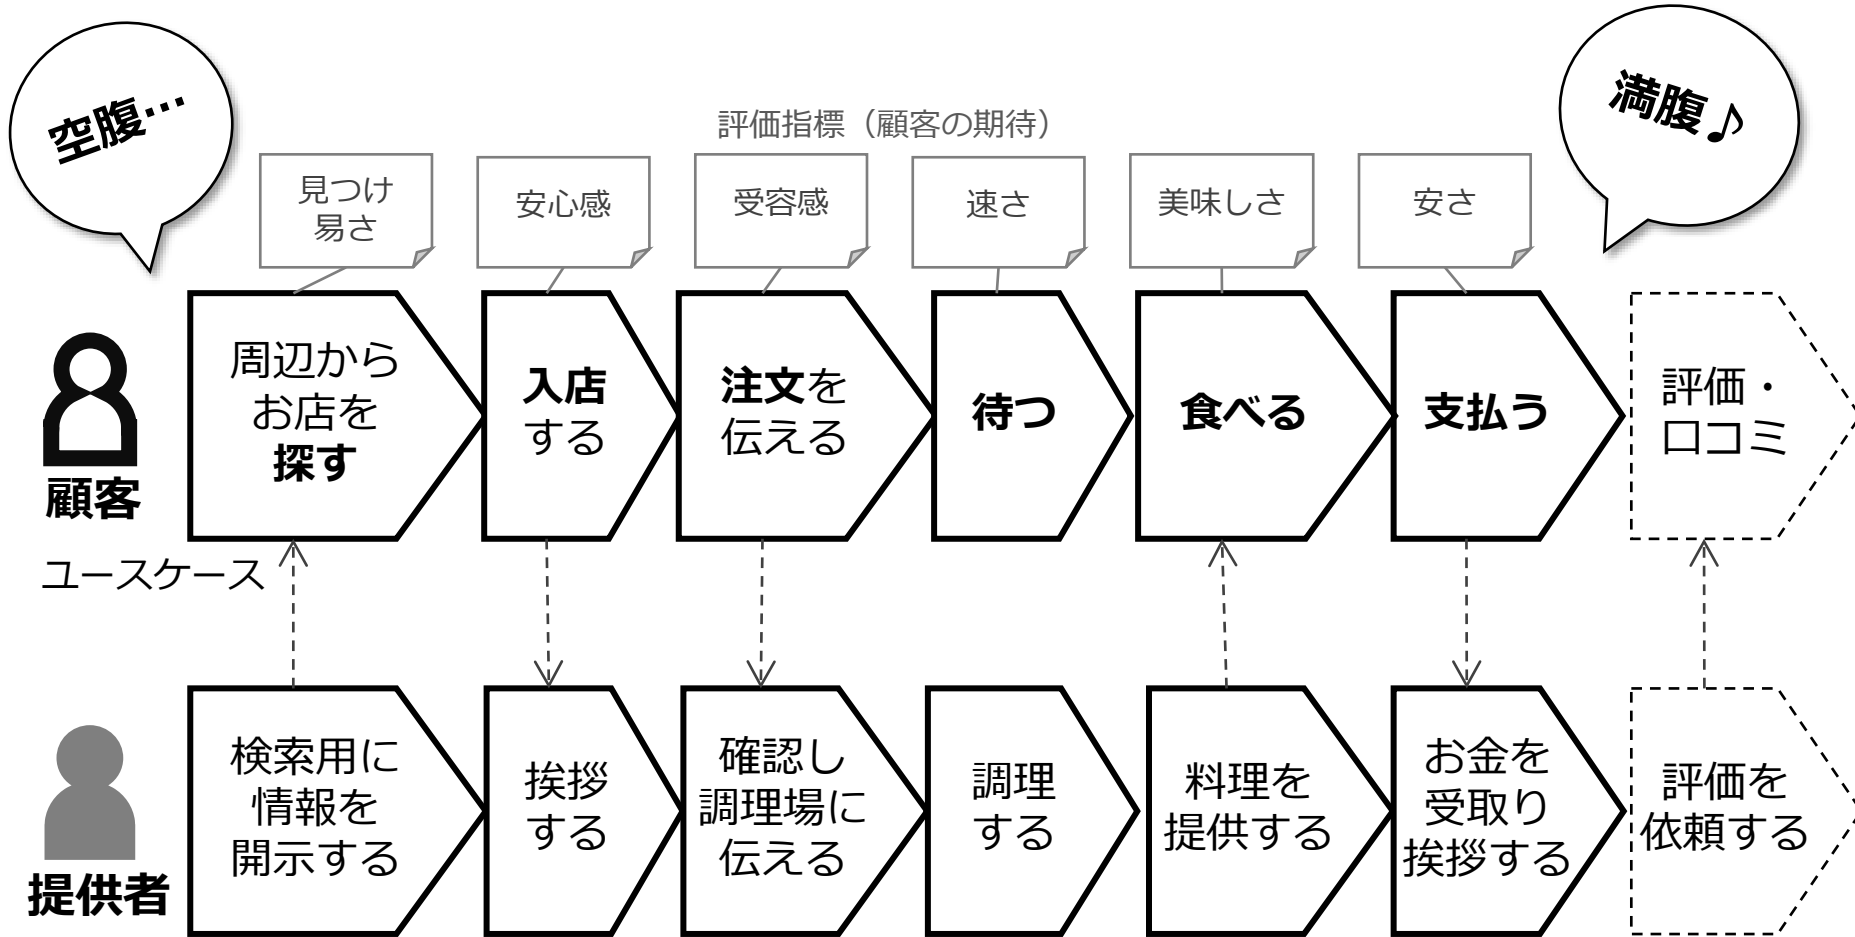 空腹…
満腹♪
評価指標（顧客の期待）
見つけ
易さ
安心感
受容感
速さ
美味しさ
安さ
周辺から
お店を
探す
入店
する
注文を
伝える
待つ
食べる
支払う
評価・
口コミ
顧客
ユースケース
検索用に
情報を
開示する
挨拶
する
確認し
調理場に
伝える
調理
する
料理を
提供する
お金を
受取り
挨拶する
評価を
依頼する
提供者